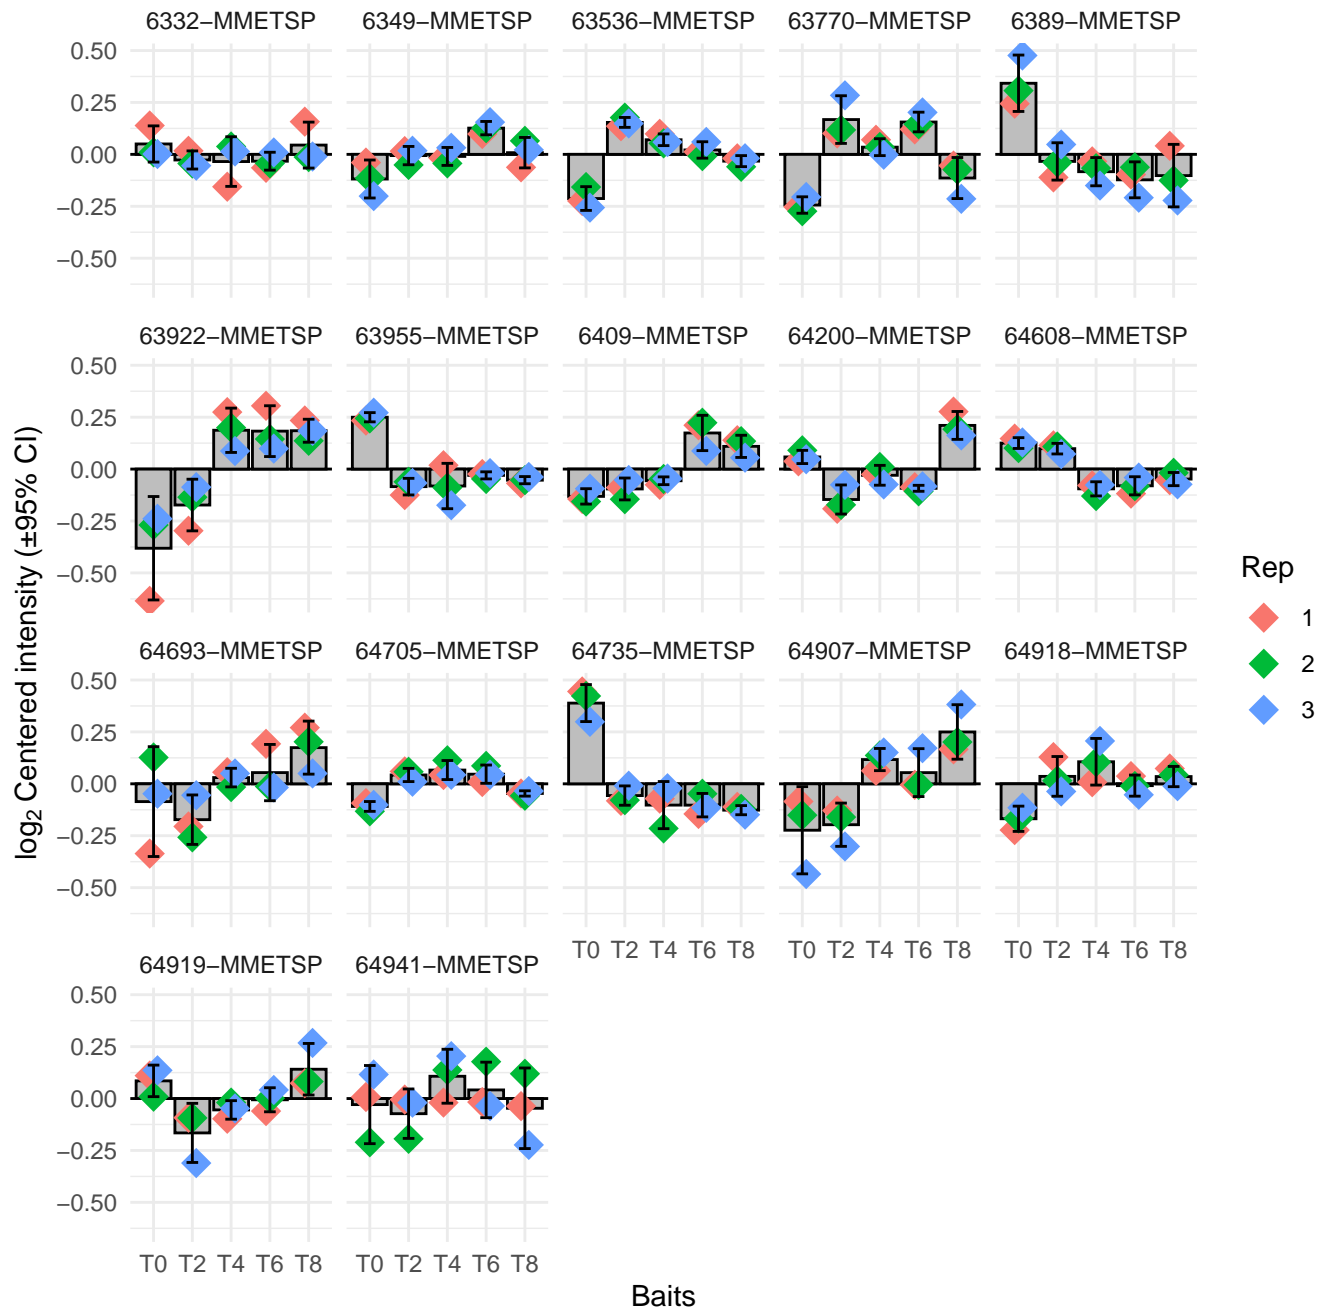 6332−MMETSP 6349−MMETSP 63536−MMETSP 63770−MMETSP 6389−MMETSP
0.50
0.25
0.00
−0.25
−0.50
63922−MMETSP 63955−MMETSP 6409−MMETSP 64200−MMETSP 64608−MMETSP
0.50
0.25
0.00
−0.25
−0.50
64693−MMETSP 64705−MMETSP 64735−MMETSP 64907−MMETSP 64918−MMETSP
0.50
0.25
0.00
−0.25
−0.50
T0 T2 T4 T6 T8 T0 T2 T4 T6 T8 T0 T2 T4 T6 T8
64919−MMETSP 64941−MMETSP
0.50
0.25
0.00
−0.25
−0.50
T0 T2 T4 T6 T8 T0 T2 T4 T6 T8
Baits
log2 Centered intensity (±95% CI)
Rep
1
2
3